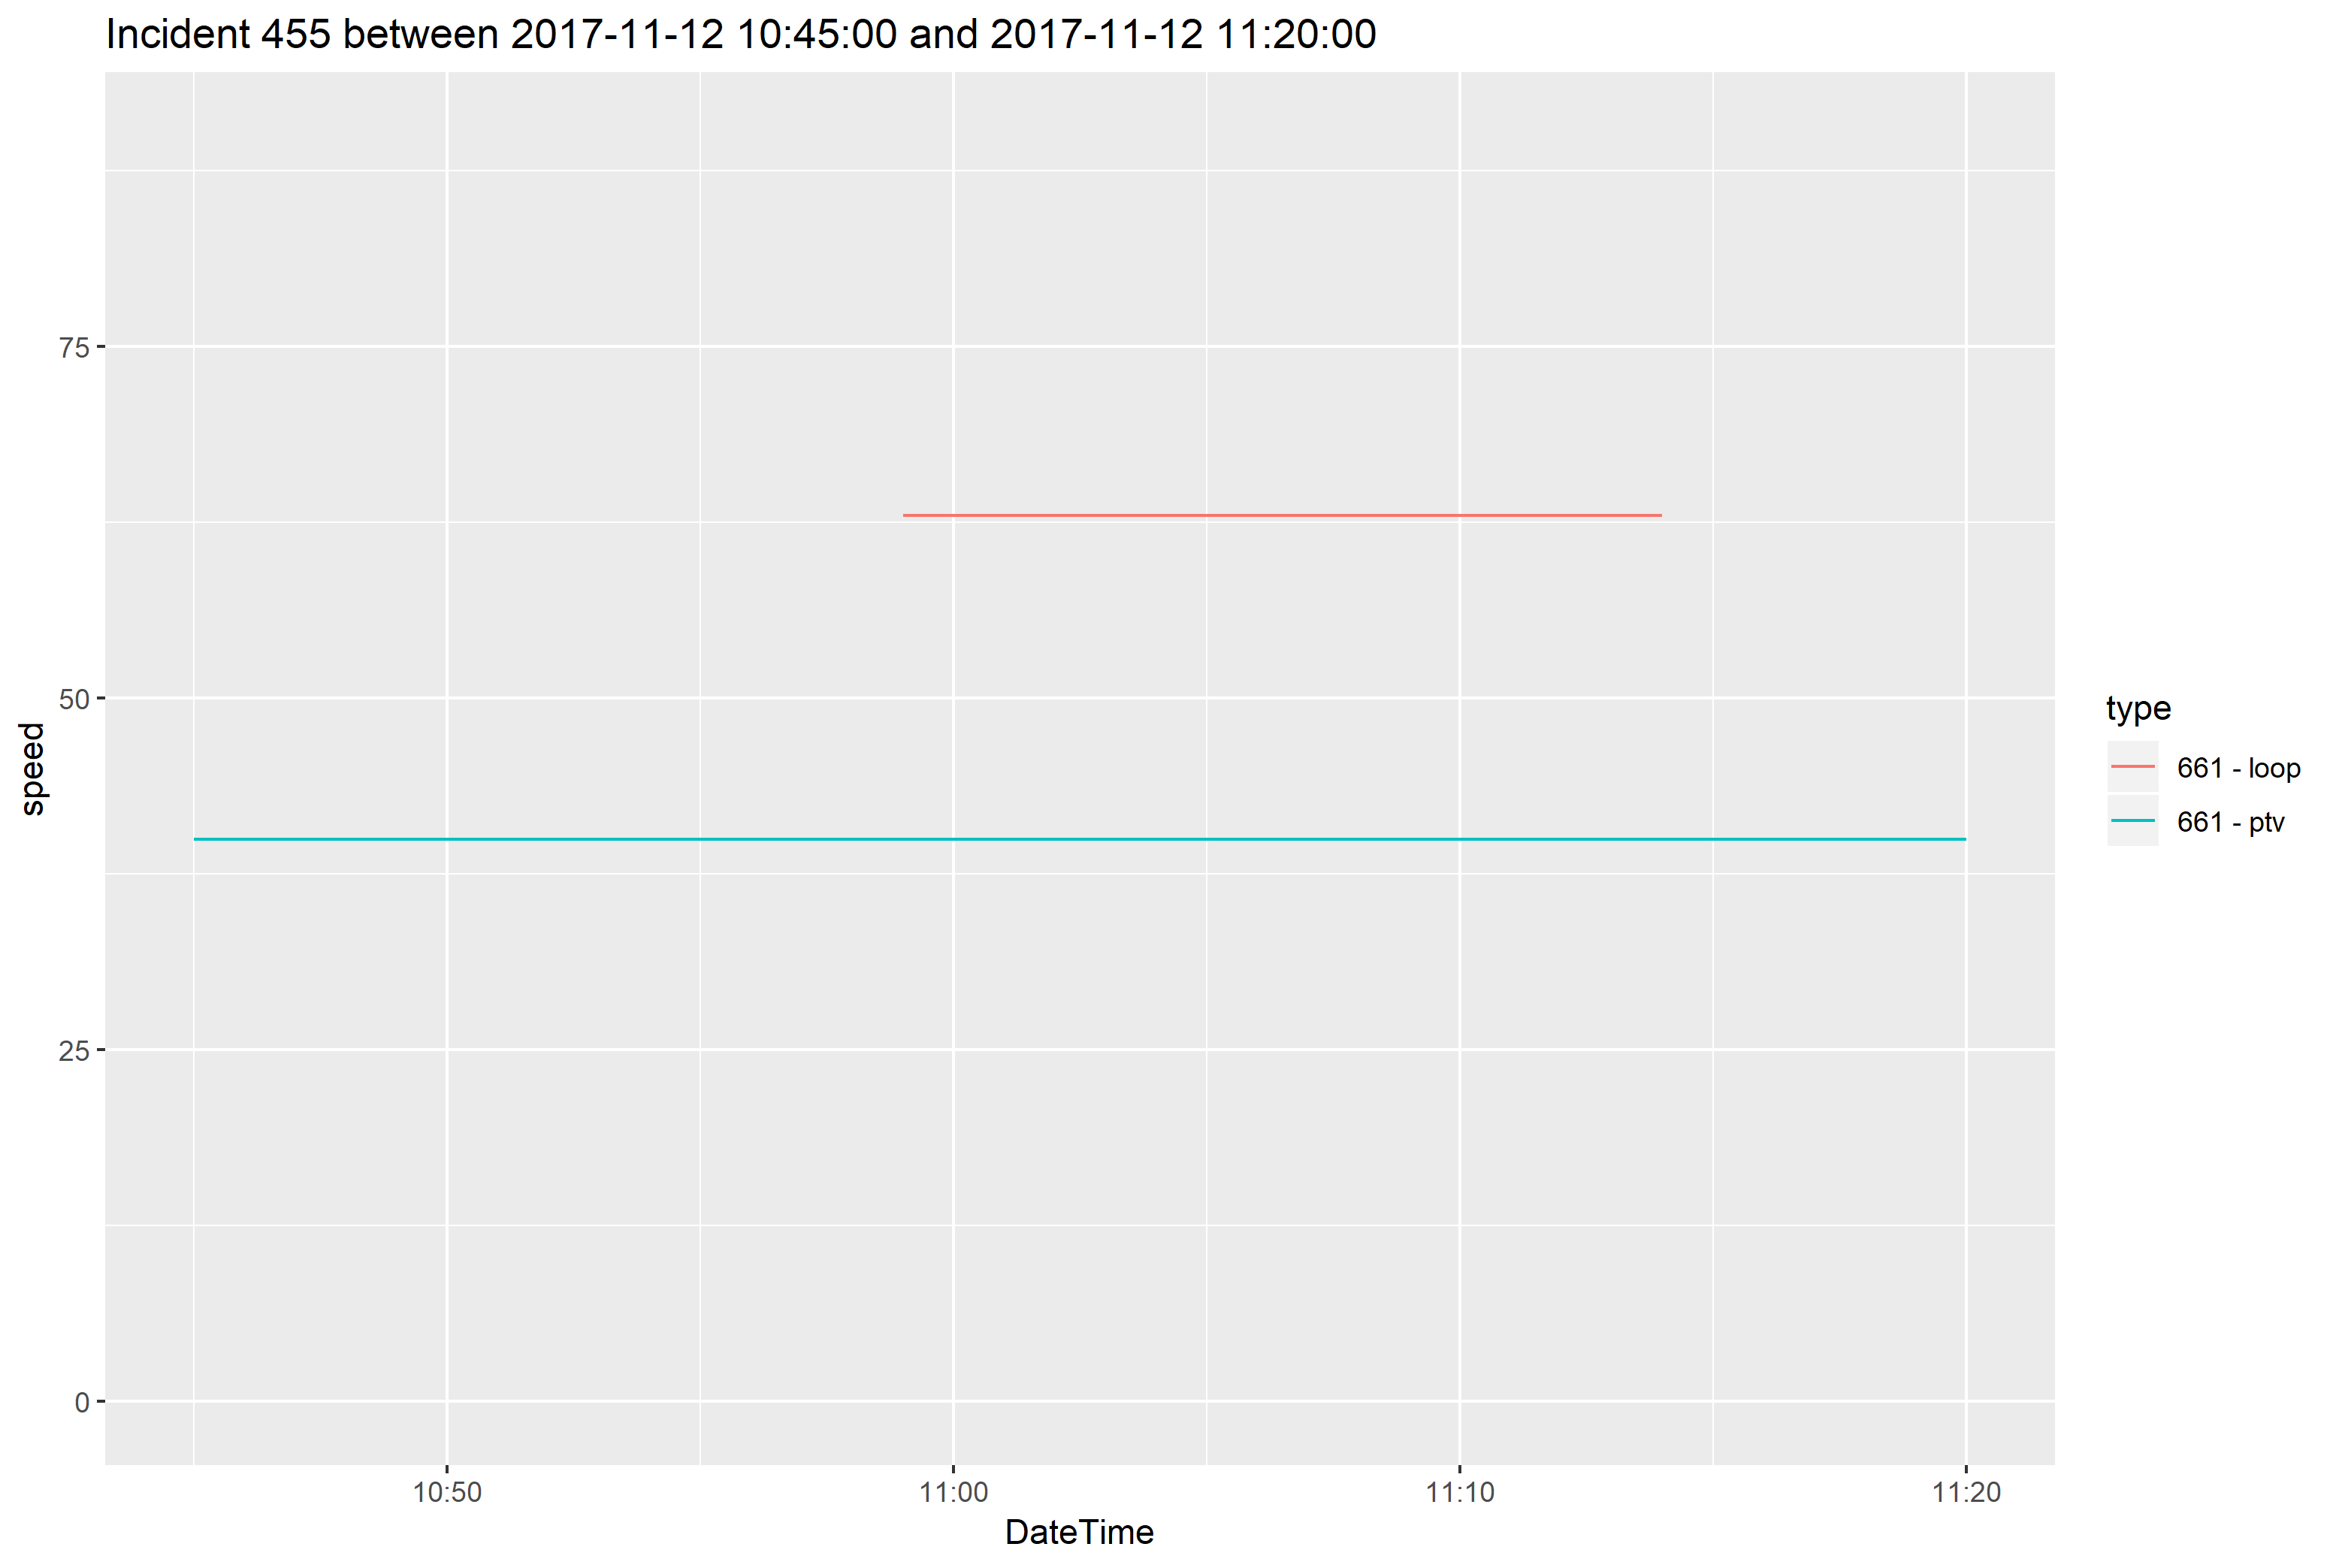 Incident 455 between 2017-11-12 10:45:00 and 2017-11-12 11:20:00
75
50
25
0
speed
10:50
11:00
11:10
11:20
DateTime
type
661 - loop
661 - ptv